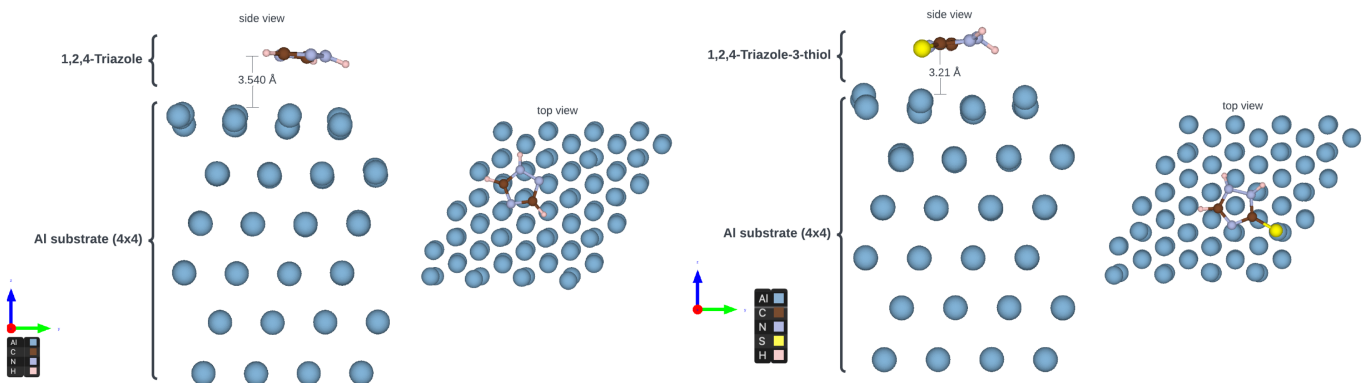 side view
1,2,4-Triazole
3.540 Å
top view
Al substrate (4x4)
Al
C
N
H
side view
1,2,4-Triazole-3-thiol
3.21 Å
top view
Al substrate (4x4)
Al
C
N
S
H